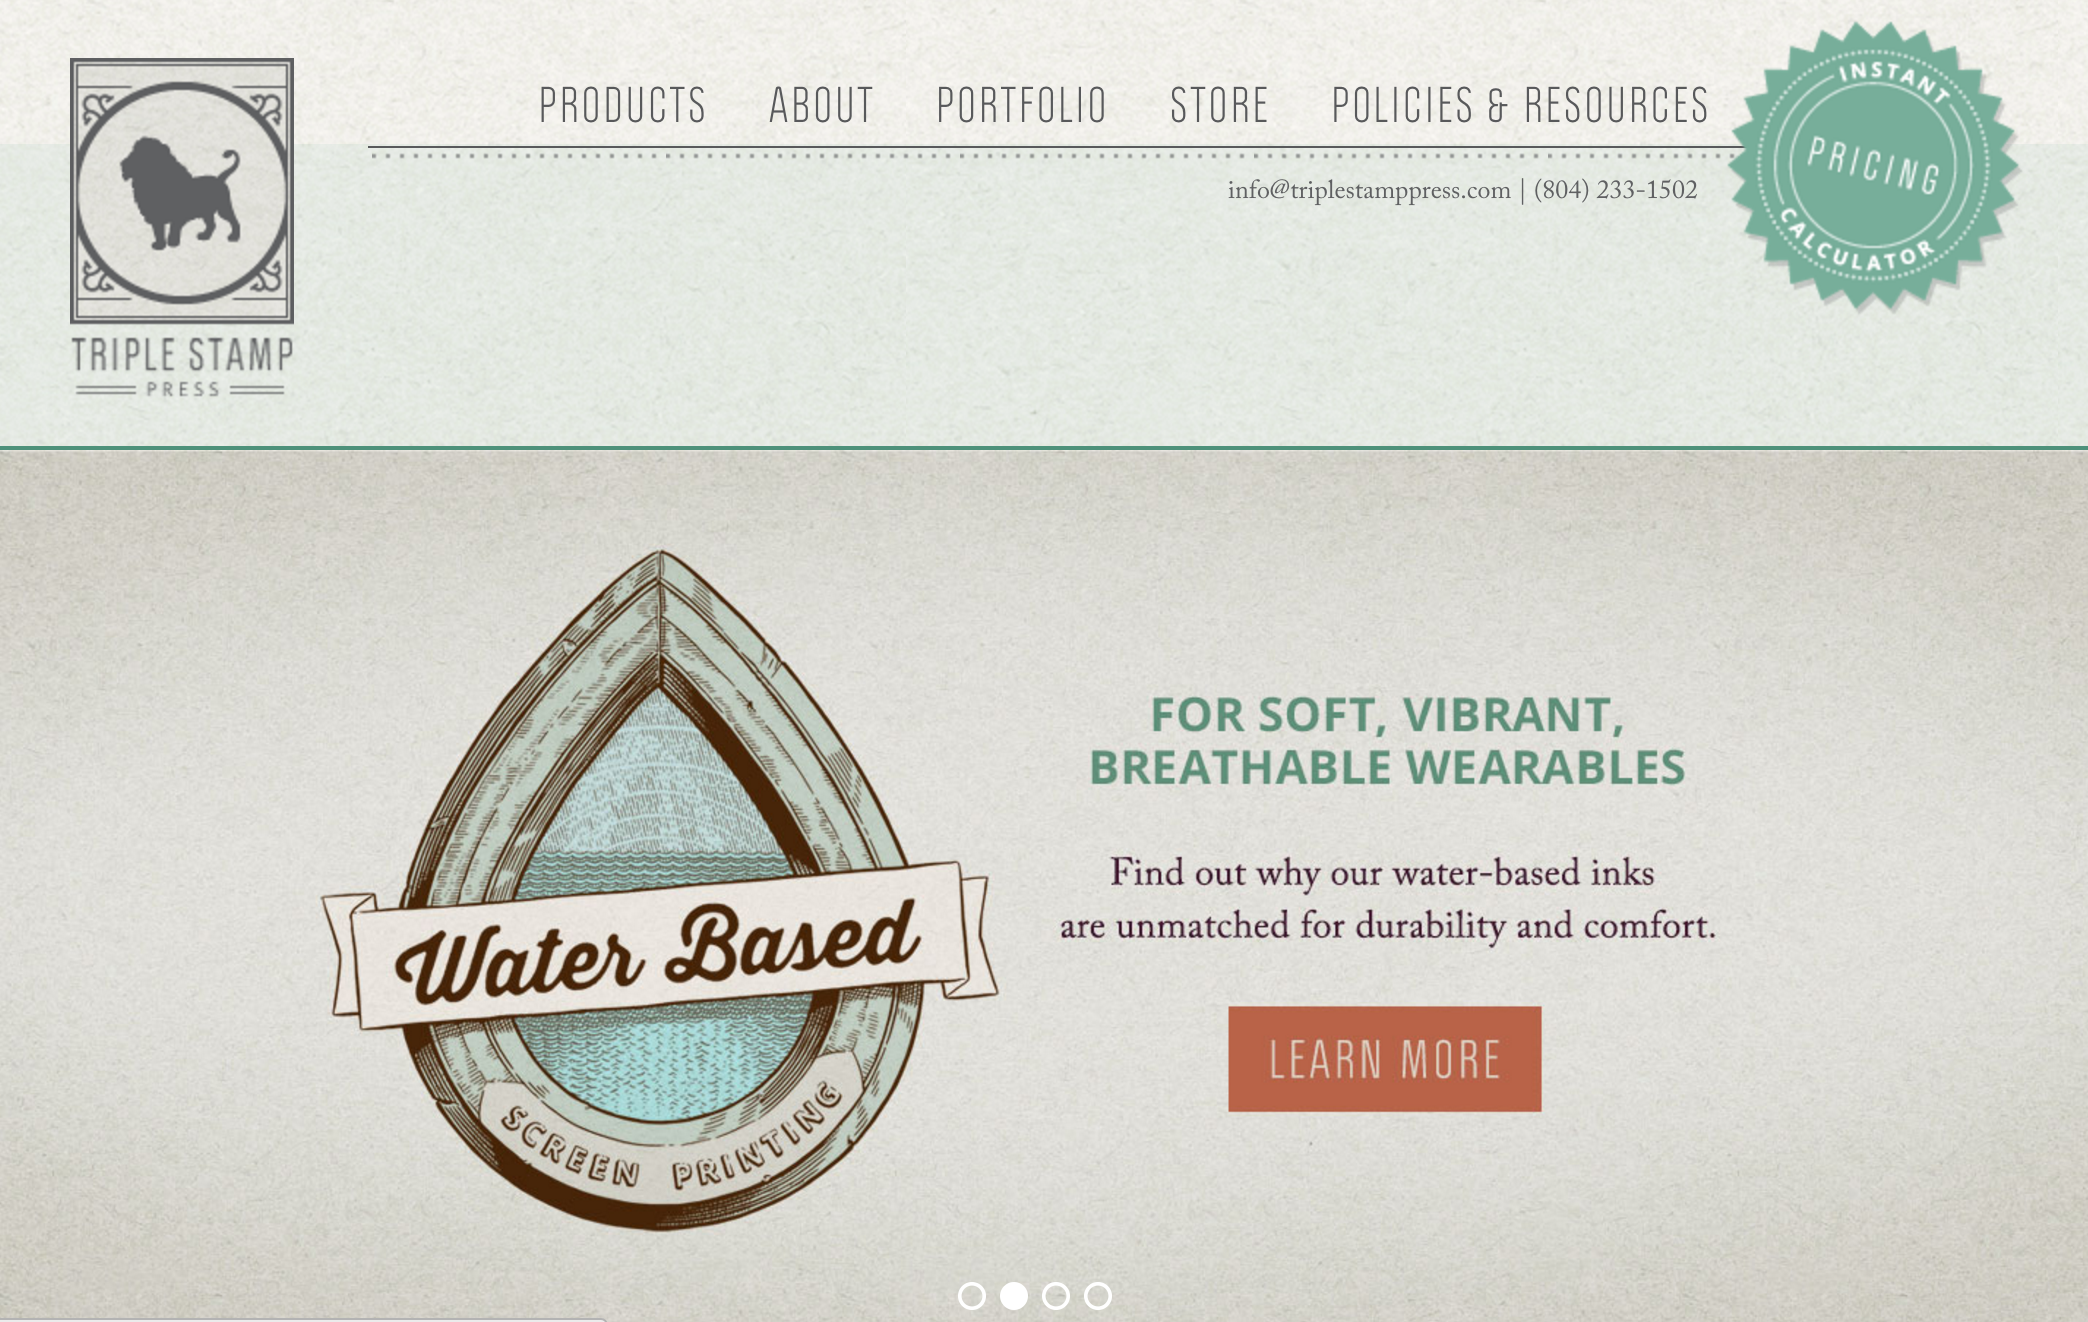 TRIPLE STAMP
PRESS
PRODUCTS ABOUT PORTFOLIO STORE POLICIES & RESOURCES
info@triplestamppress.com | (804) 233-1502
INSTANT
PRICING
CALCULATOR
Water Based
SCREEN PRINTING
FOR SOFT, VIBRANT,
BREATHABLE WEARABLES
Find out why our water-based inks
are unmatched for durability and comfort.
LEARN MORE